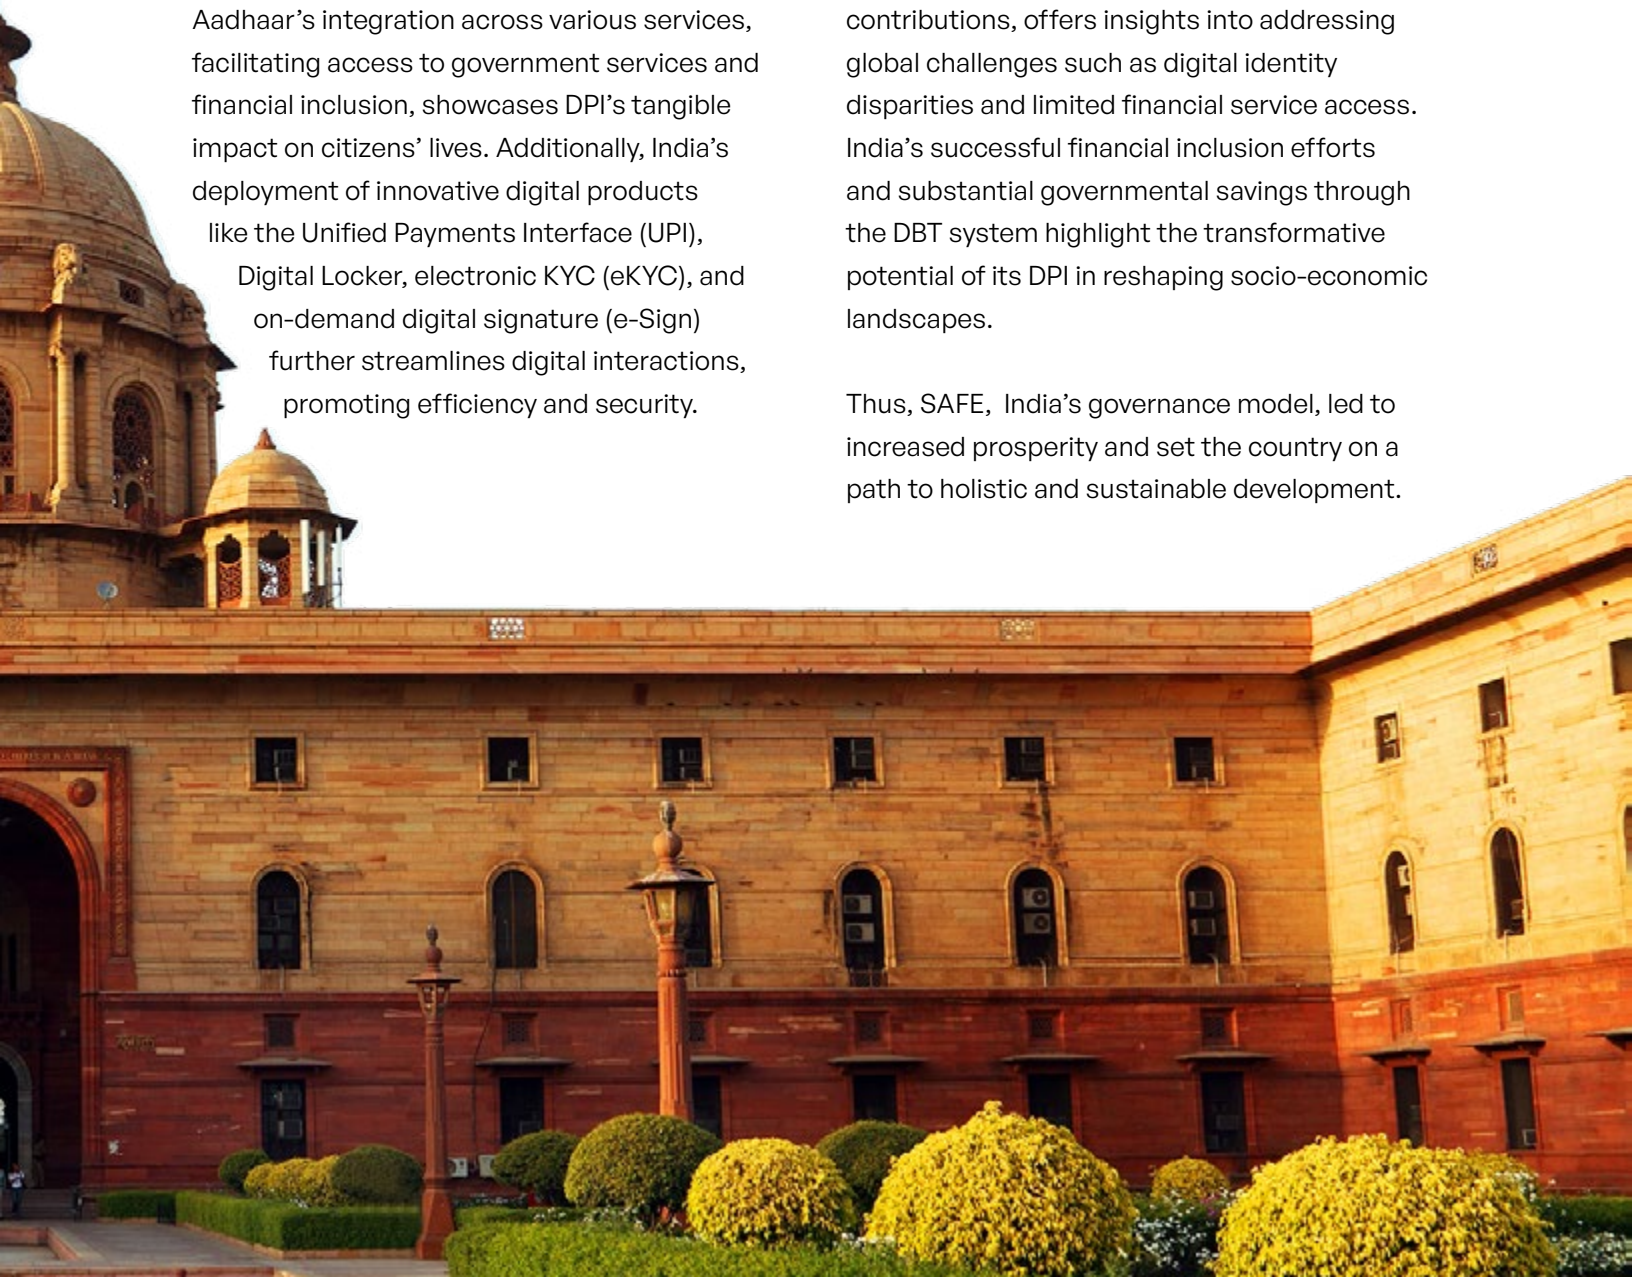 Aadhaar’s integration across various services,
facilitating access to government services and
financial inclusion, showcases DPI’s tangible
impact on citizens’ lives. Additionally, India’s
deployment of innovative digital products
like the Unified Payments Interface (UPI),
Digital Locker, electronic KYC (eKYC), and
on-demand digital signature (e-Sign)
further streamlines digital interactions,
promoting efficiency and security.
contributions, offers insights into addressing
global challenges such as digital identity
disparities and limited financial service access.
India’s successful financial inclusion efforts
and substantial governmental savings through
the DBT system highlight the transformative
potential of its DPI in reshaping socio-economic
landscapes.
Thus, SAFE,  India’s governance model, led to
increased prosperity and set the country on a
path to holistic and sustainable development.